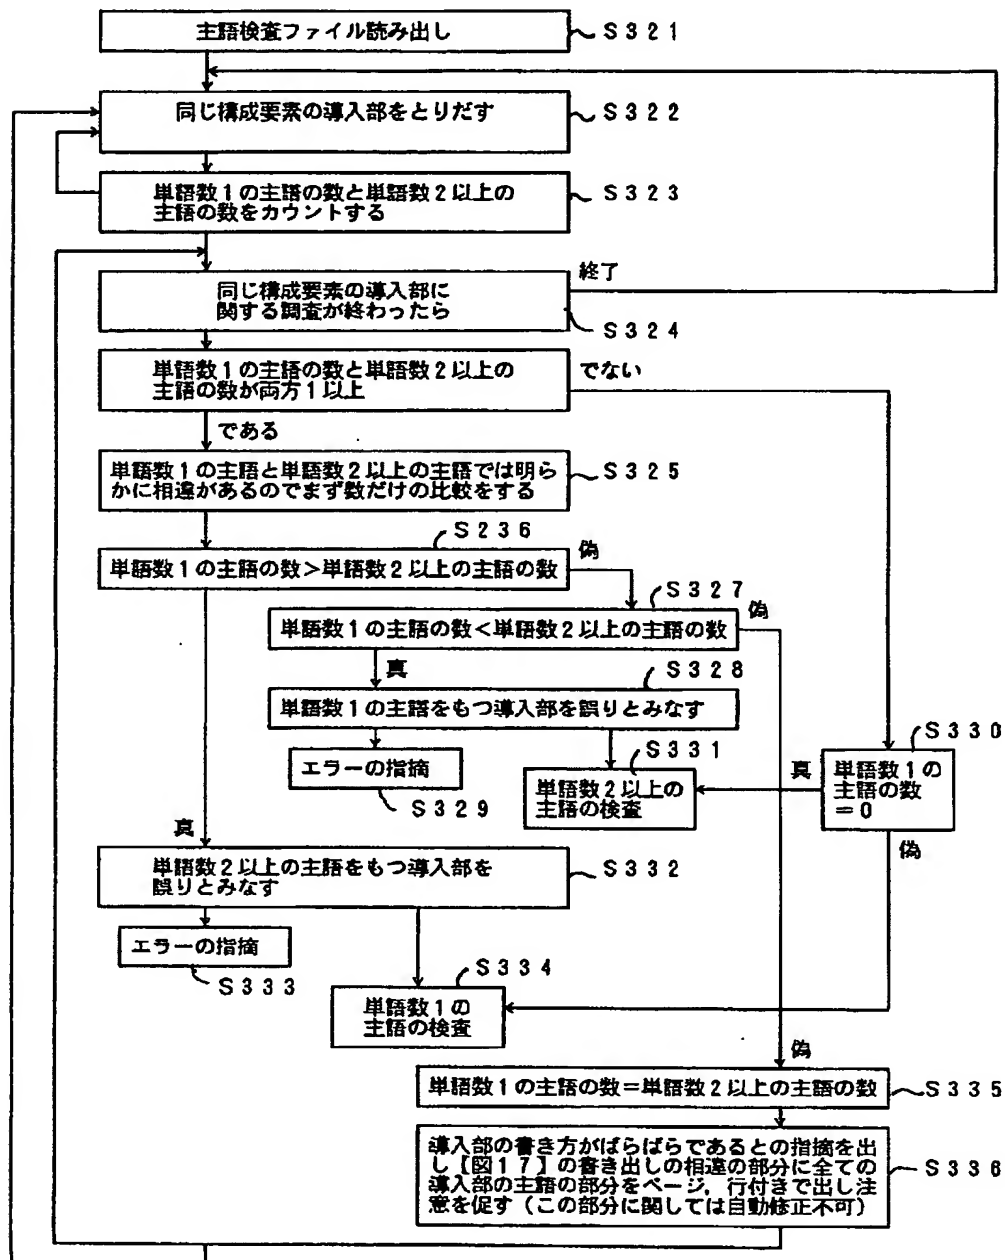 主語検査ファイル読み出し
S321
同じ構成要素の導入部をとりだす
S322
単語数1の主語の数と単語数2以上の
主語の数をカウントする
S323
終了
同じ構成要素の導入部に
関する調査が終わったら
S324
単語数1の主語の数と単語数2以上の
主語の数が両方1以上
でない
である
単語数1の主語と単語数2以上の主語では明ら
かに相違があるのでまず数だけの比較をする
S325
S236
単語数1の主語の数>単語数2以上の主語の数
偽
S327
単語数1の主語の数<単語数2以上の主語の数
偽
真
S328
単語数1の主語をもつ導入部を誤りとみなす
エラーの指摘
S329
S331
単語数2以上の
主語の検査
真
S330
単語数1の
主語の数
=0
偽
真
単語数2以上の主語をもつ導入部を
誤りとみなす
S332
エラーの指摘
S333
S334
単語数1の
主語の検査
偽
単語数1の主語の数=単語数2以上の主語の数
S335
導入部の書き方がばらばらであるとの指摘を出
し【図17】の書き出しの相違の部分に全ての
導入部の主語の部分をページ,行付きで出し注
意を促す(この部分に関しては自動修正不可)
S336